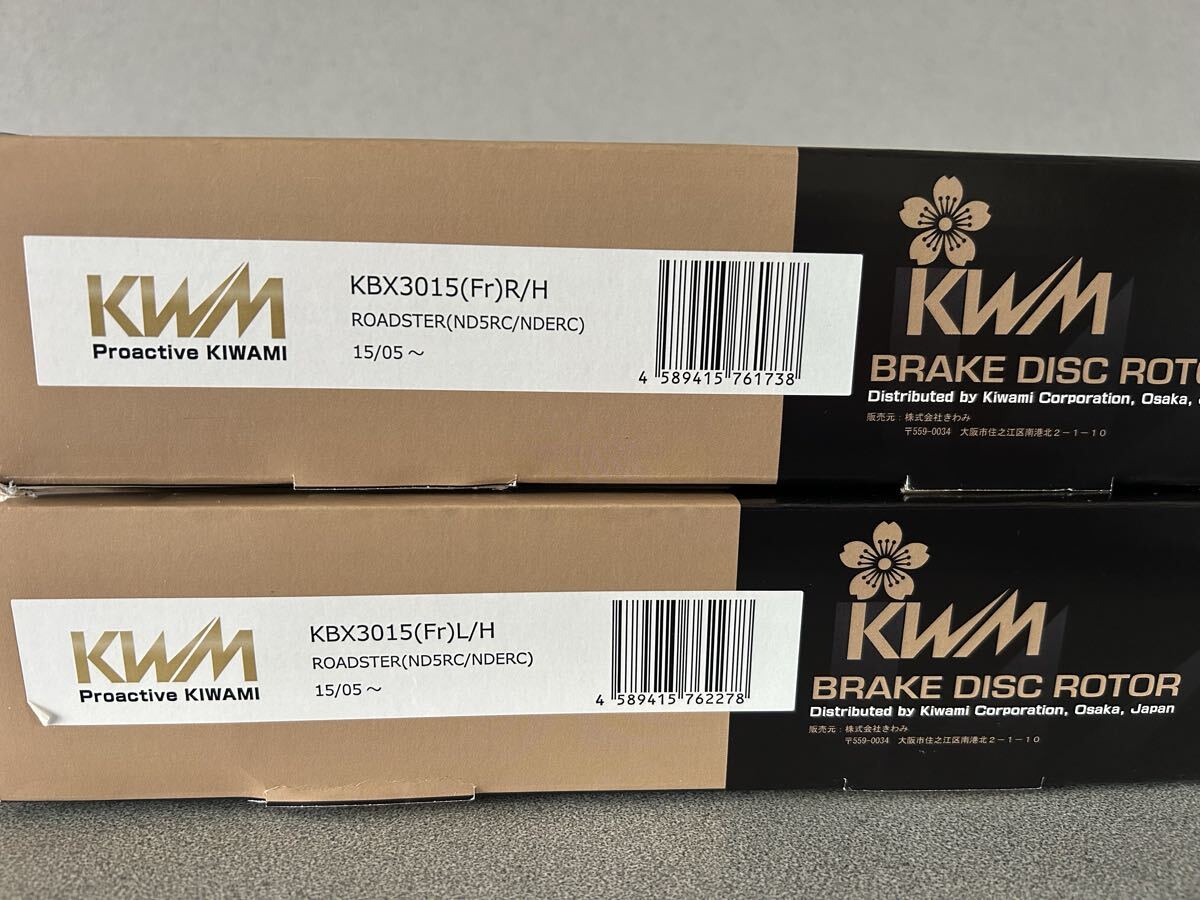 KWM
Proactive KIWAMI
KBX3015(Fr)R/H
ROADSTER(ND5RC/NDERC)
15/05～
4 589415 761738
KWM
BRAKE DISC ROTO
Distributed by Kiwami Corporation, Osaka,
販売元：株式会社きわみ
〒559-0034 大阪市住之江区南港北2-1-10
KWM
Proactive KIWAMI
KBX3015(Fr)L/H
ROADSTER(ND5RC/NDERC)
15/05～
4 589415 762278
KWM
BRAKE DISC ROTOR
Distributed by Kiwami Corporation, Osaka, Japan
販売元：株式会社きわみ
〒559-0034 大阪市住之江区南港北2-1-10